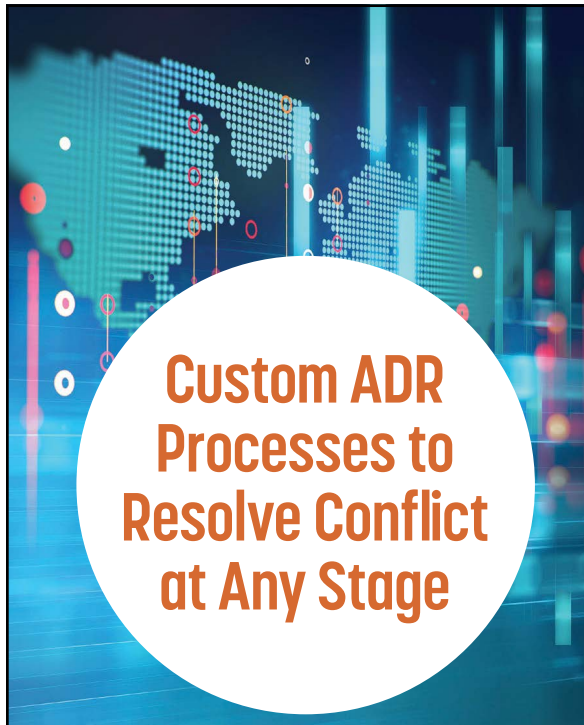 Custom ADR
Processes to
Resolve Conflict
at Any Stage